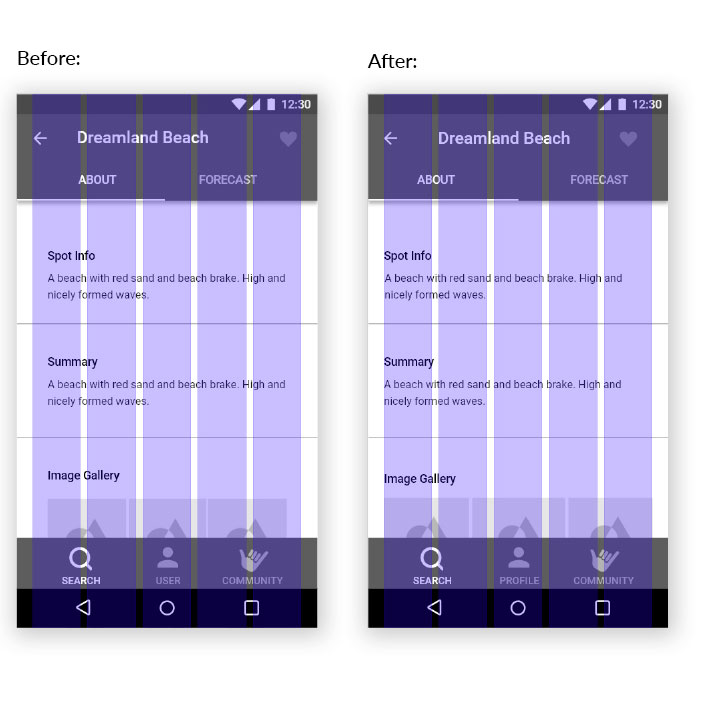 Before:
12:30
Dreamland Beach
ABOUT FORECAST
Spot Info
A beach with red sand and beach brake. High and
nicely formed waves.
Summary
A beach with red sand and beach brake. High and
nicely formed waves.
Image Gallery
SEARCH USER COMMUNITY
After:
12:30
Dreamland Beach
ABOUT FORECAST
Spot Info
A beach with red sand and beach brake. High and
nicely formed waves.
Summary
A beach with red sand and beach brake. High and
nicely formed waves.
Image Gallery
SEARCH PROFILE COMMUNITY